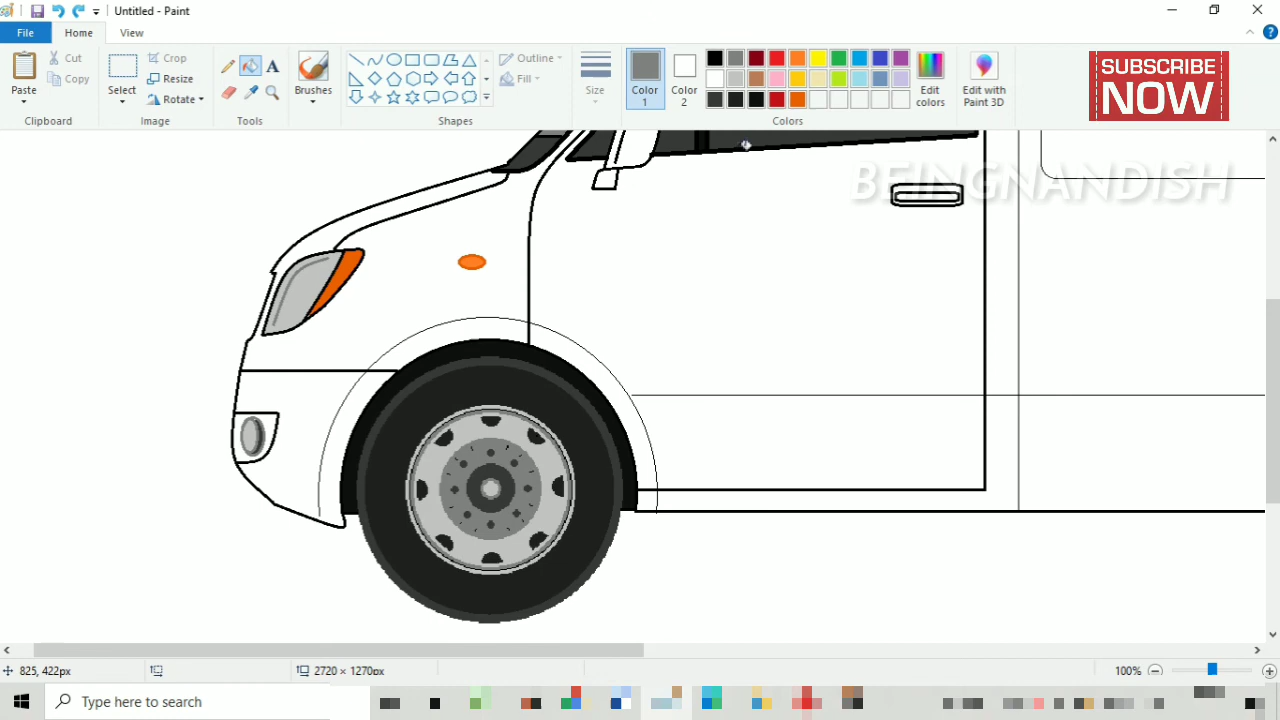 Untitled - Paint
File
Home
View
Paste
Cut
Copy
Clipboard
Select
Crop
Resize
Rotate
Image
Tools
Brushes
Shapes
Outline
Fill
Size
Color
1
Color
2
Edit
colors
Edit with
Paint 3D
Colors
SUBSCRIBE
NOW
BEINGNANDISH
825, 422px
2720 × 1270px
100%
Type here to search